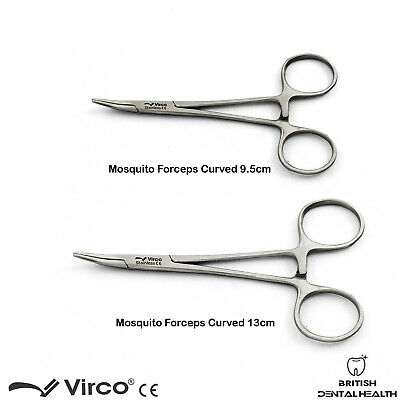 Virco
Stainless CE
Mosquito Forceps Curved 9.5cm
Virco
Stainless CE
Mosquito Forceps Curved 13cm
Virco® CE
BRITISH
DENTAL HEALTH